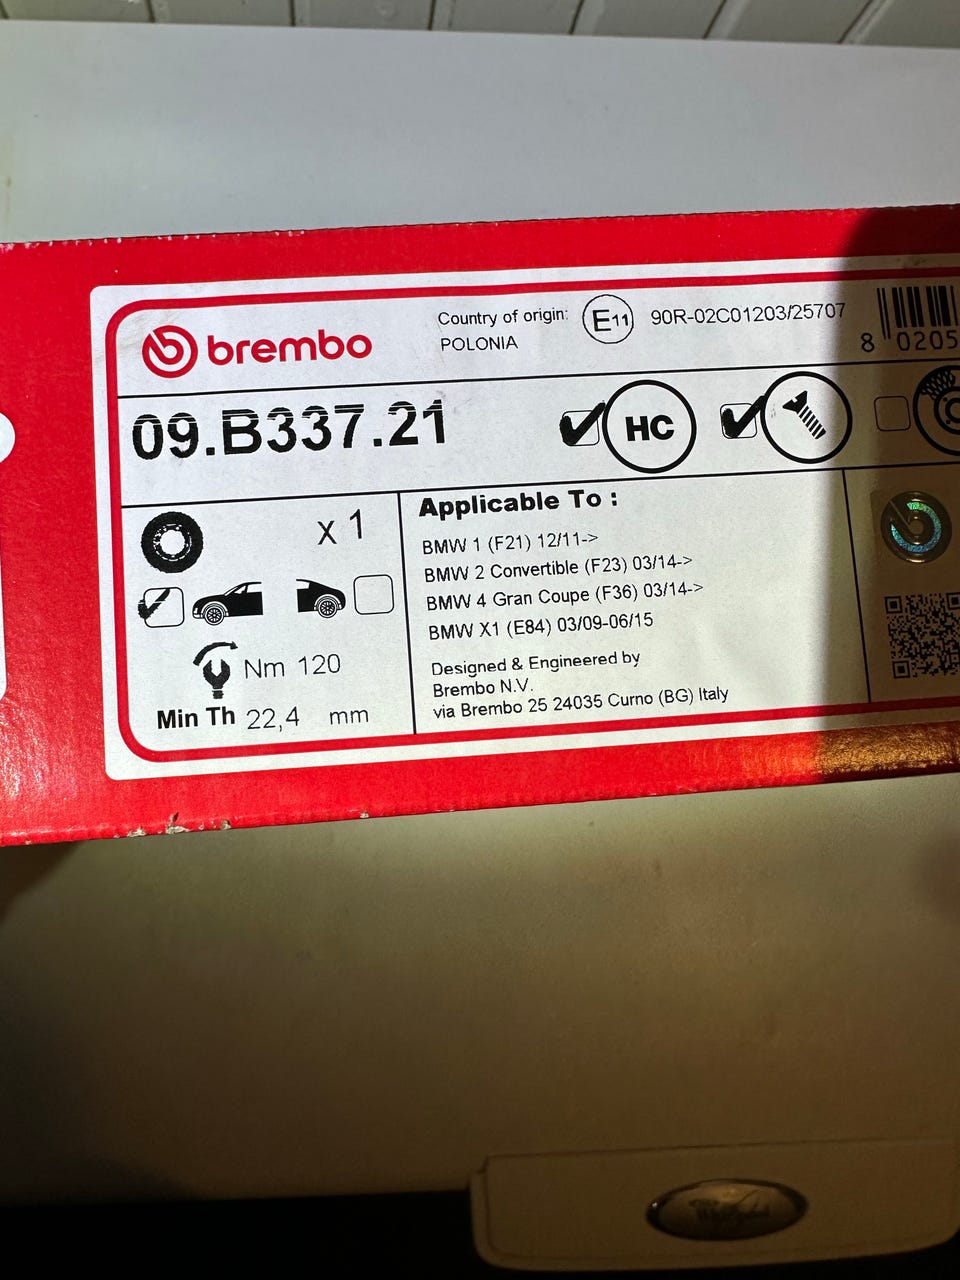 brembo
Country of origin:
POLONIA
E11
90R-02C01203/25707
8 0205
09.B337.21
HC
x 1
Nm 120
Min Th 22,4 mm
Applicable To :
BMW 1 (F21) 12/11->
BMW 2 Convertible (F23) 03/14->
BMW 4 Gran Coupe (F36) 03/14->
BMW X1 (E84) 03/09-06/15
Designed & Engineered by
Brembo N.V.
via Brembo 25 24035 Curno (BG) Italy
Whirlpool